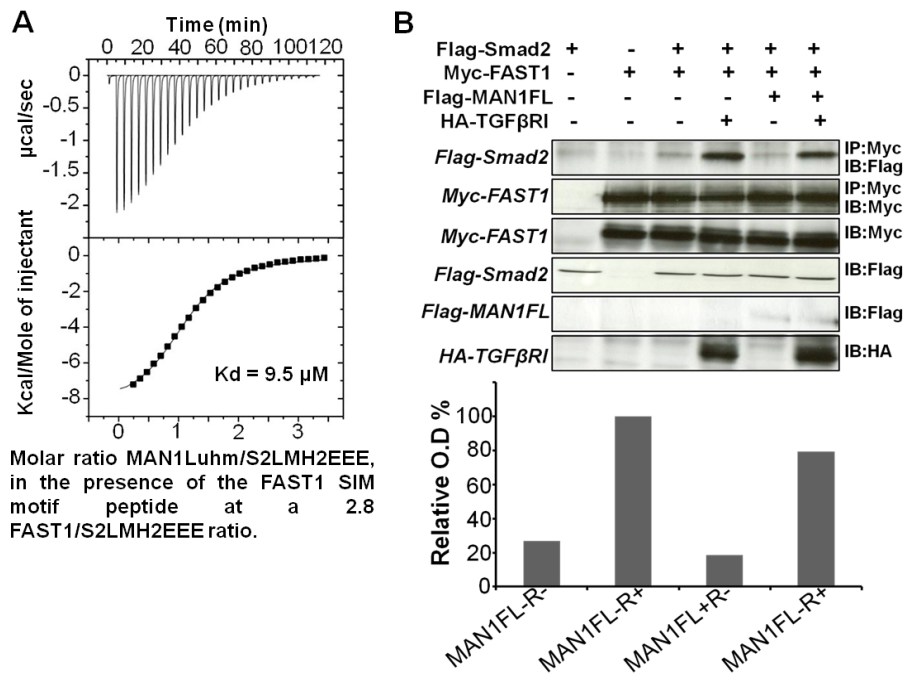 A
Time (min)
0 20 40 60 80 100120
0
-0.5
-1
-1.5
-2
µcal/sec
0
-2
-4
-6
-8
Kcal/Mole of injectant
Kd = 9.5 µM
0 1 2 3
Molar ratio MAN1Luhm/S2LMH2EEE,
in the presence of the FAST1 SIM
motif peptide at a 2.8
FAST1/S2LMH2EEE ratio.
B
Flag-Smad2 + - + + + +
Myc-FAST1 - + + + + +
Flag-MAN1FL - - - - + +
HA-TGFβRI - - - + - +
Flag-Smad2 IP:Myc
IB:Flag
Myc-FAST1 IP:Myc
IB:Myc
Myc-FAST1 IB:Myc
Flag-Smad2 IB:Flag
Flag-MAN1FL IB:Flag
HA-TGFβRI IB:HA
Relative O.D %
100
80
60
40
20
0
MAN1FL-R-
MAN1FL-R+
MAN1FL+R-
MAN1FL-R+